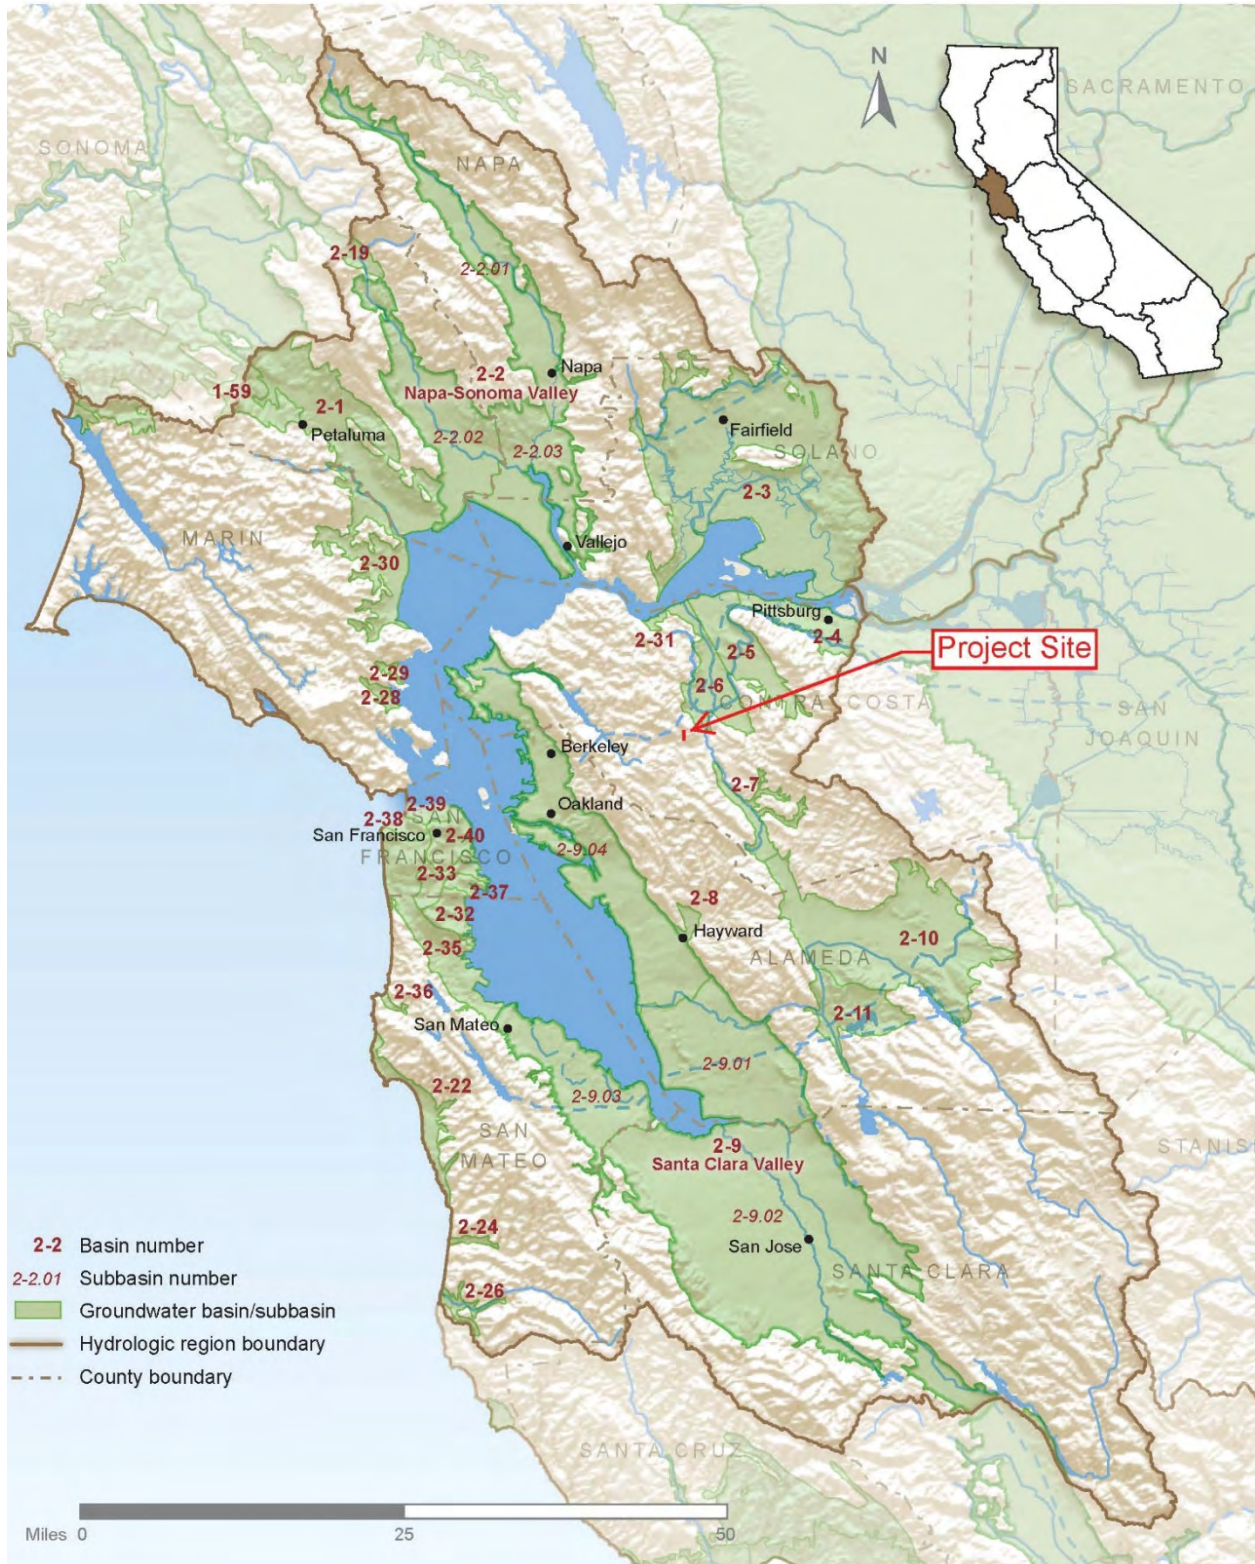 N
SACRAMENTO
SONOMA
NAPA
2-19
2-2.01
2-2
Napa-Sonoma Valley
Napa
1-59
2-1
Petaluma
2-2.02
2-2.03
Fairfield
SOLANO
2-3
MARIN
Vallejo
2-30
Pittsburg
2-4
2-31
2-5
Project Site
2-29
2-28
2-6
CONTRA COSTA
SAN
JOAQUIN
Berkeley
2-7
2-39
2-38
SAN
Oakland
San Francisco
2-40
FRANCISCO
2-9.04
2-33
2-37
2-8
2-32
Hayward
2-35
ALAMEDA
2-10
2-36
San Mateo
2-11
2-22
2-9.01
2-9.03
SAN
MATEO
2-9
Santa Clara Valley
STANIS
2-9.02
2-24
San Jose
SANTA CLARA
2-26
2-2 Basin number
2-2.01 Subbasin number
Groundwater basin/subbasin
Hydrologic region boundary
County boundary
SANTA CRUZ
Miles 0 25 50